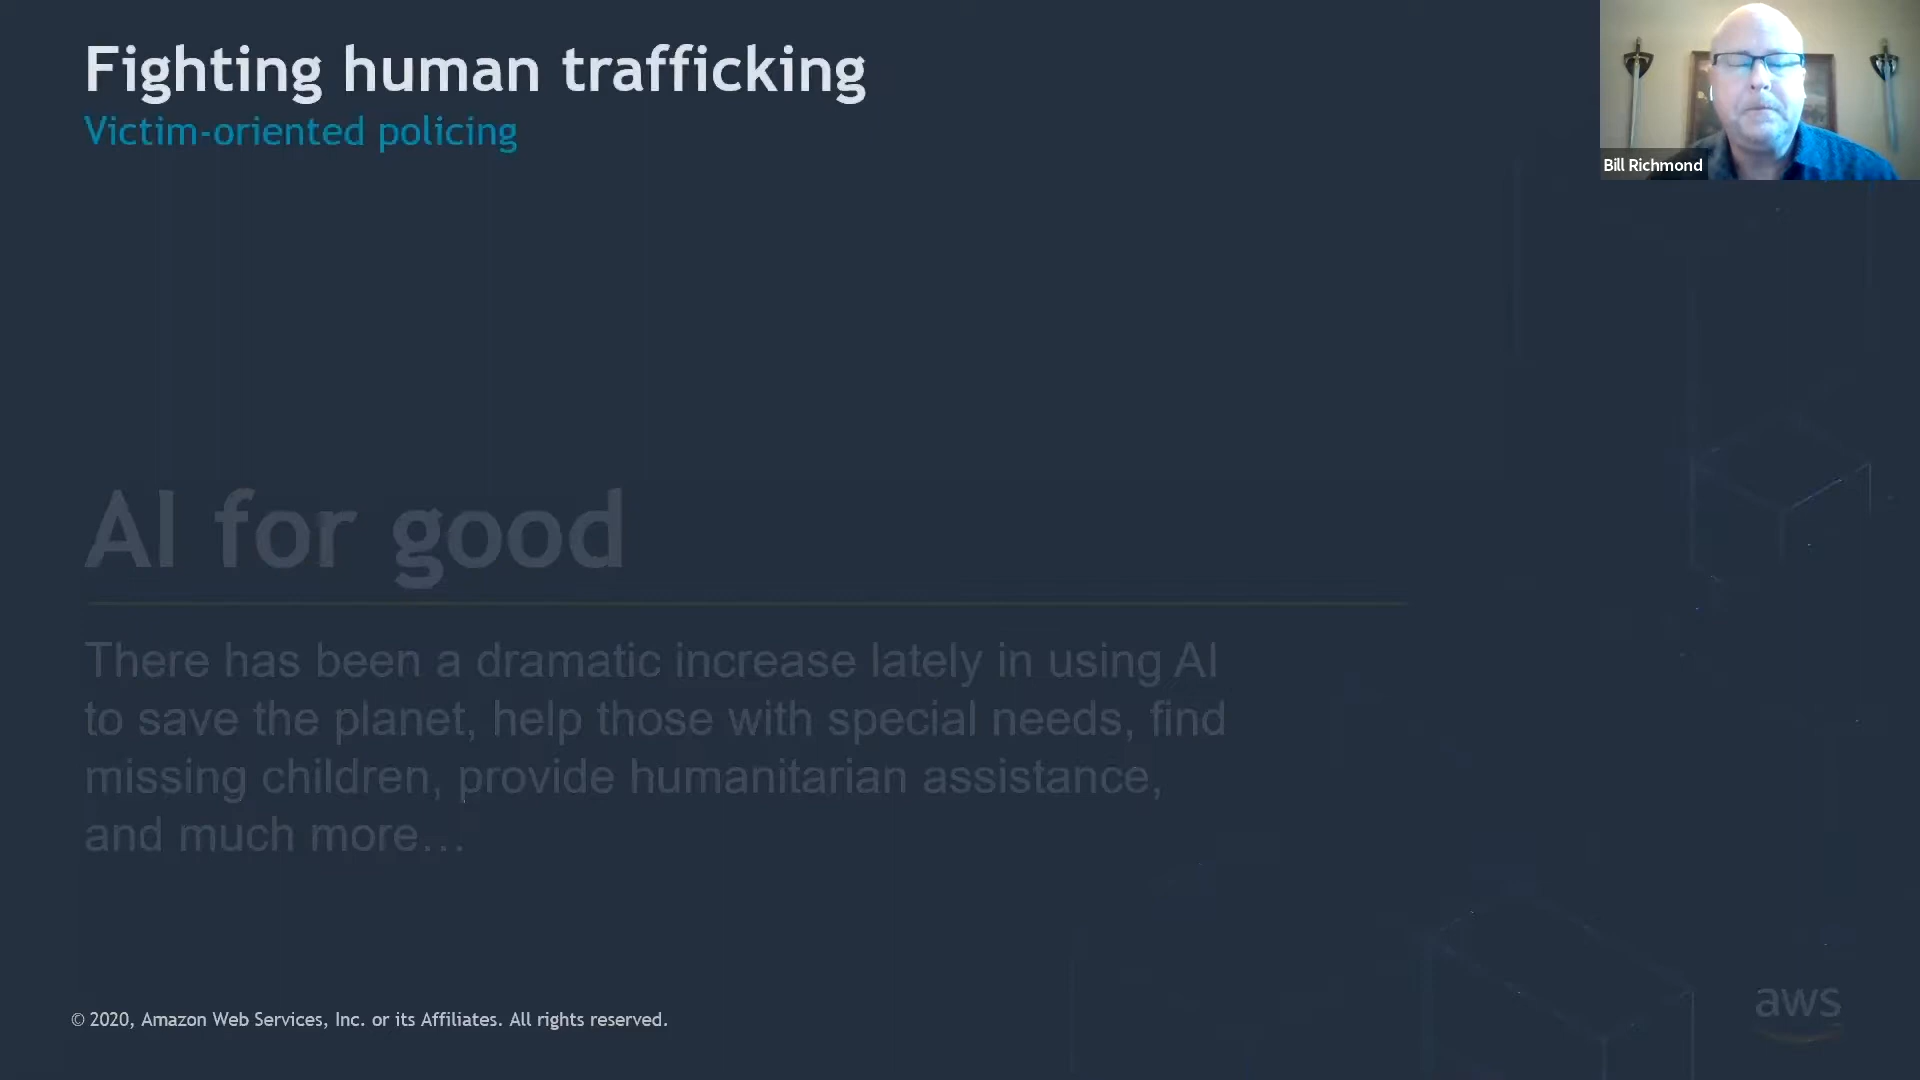 Fighting human trafficking
Victim-oriented policing
Bill Richmond
AI for good
There has been a dramatic increase lately in using AI
to save the planet, help those with special needs, find
missing children, provide humanitarian assistance,
and much more…
© 2020, Amazon Web Services, Inc. or its Affiliates. All rights reserved.
aws